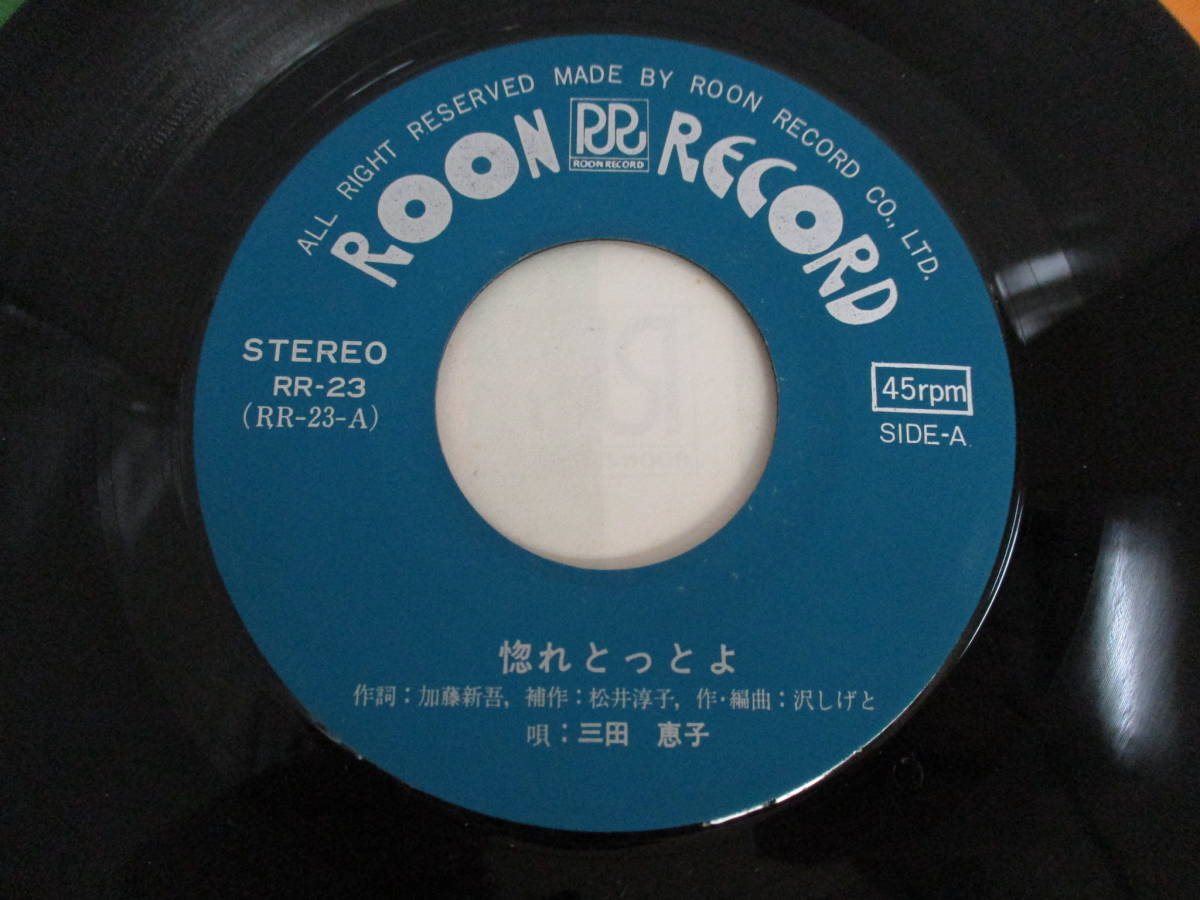 ALL RIGHT RESERVED MADE BY ROON RECORD CO., LTD.
ROON RECORD
ROON RECORD
STEREO
RR-23
(RR-23-A)
45rpm
SIDE-A
惚れとっとよ
作詞:加藤新吾, 補作:松井淳子, 作・編曲:沢しげと
唄:三田 恵子